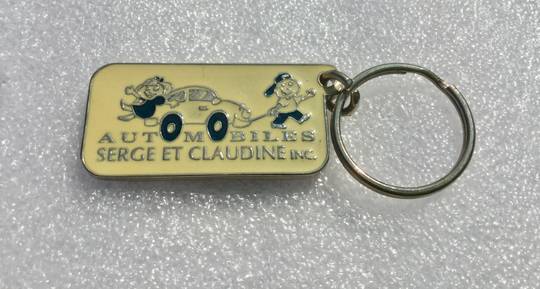 AUTOMOBILES
SERGE ET CLAUDINE INC.